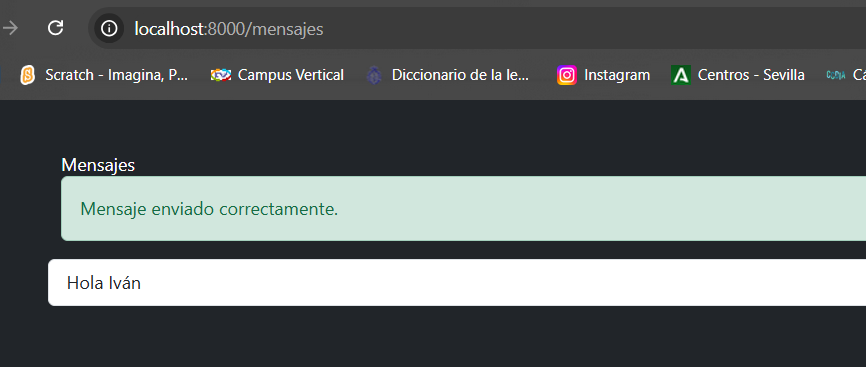 localhost:8000/mensajes
Scratch - Imagina, P... Campus Vertical Diccionario de la le... Instagram Centros - Sevilla Cá
Mensajes
Mensaje enviado correctamente.
Hola Iván